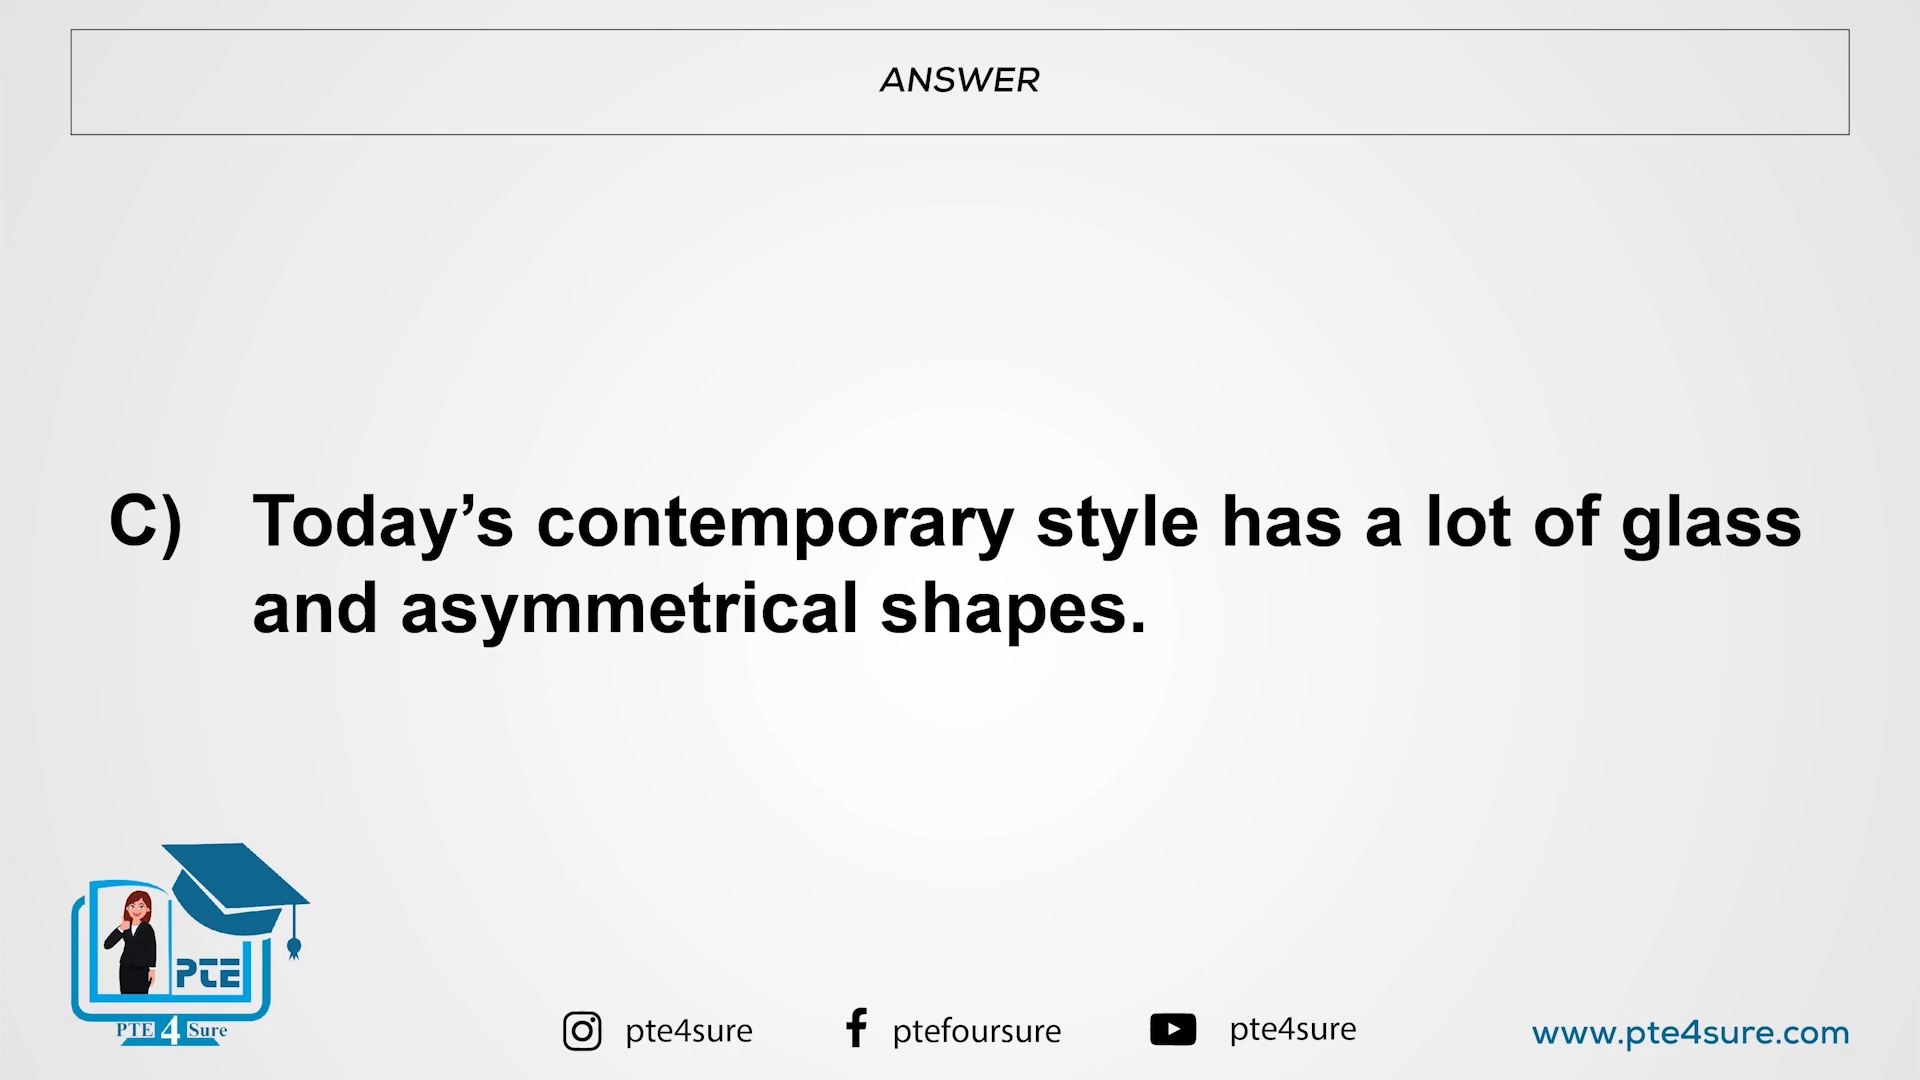 ANSWER
C) Today’s contemporary style has a lot of glass
and asymmetrical shapes.
PTE
PTE 4 Sure
pte4sure
ptefoursure
pte4sure
www.pte4sure.com